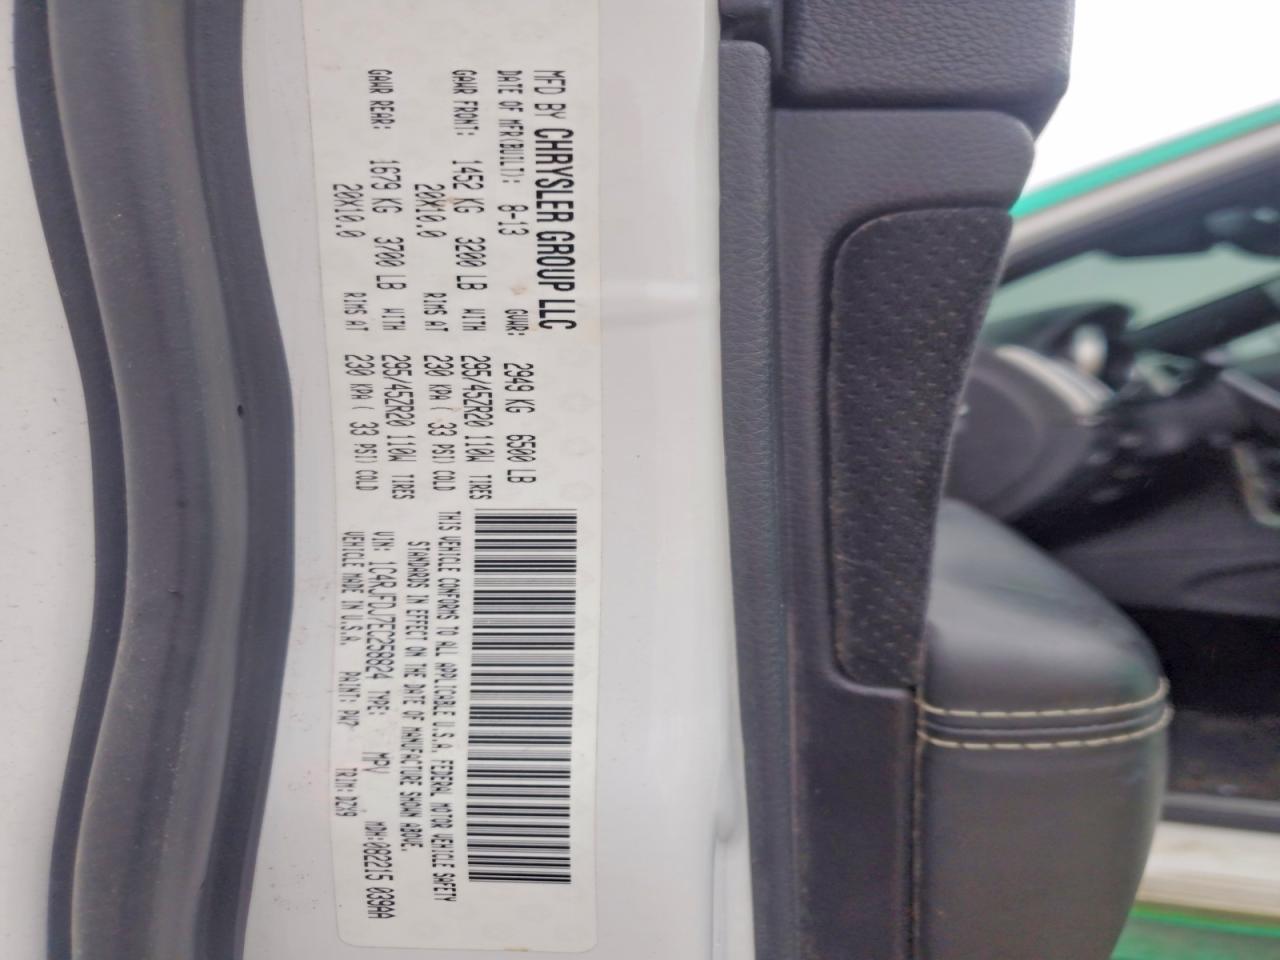 MFD BY CHRYSLER GROUP LLC
DATE OF MFR(BUILT): 8-13 GVWR: 2949 KG 6500 LB
GAWR FRONT: 1452 KG 3200 LB WITH 295/45ZR20 110W TIRES
20X10.0 RIMS AT 230 KPA ( 33 PSI) COLD
GAWR REAR: 1679 KG 3700 LB WITH 295/45ZR20 110W TIRES
20X10.0 RIMS AT 230 KPA ( 33 PSI) COLD
THIS VEHICLE CONFORMS TO ALL APPLICABLE U.S.A. FEDERAL MOTOR VEHICLE SAFETY
STANDARDS IN EFFECT ON THE DATE OF MANUFACTURE SHOWN ABOVE.
VIN: 1C4RJFDJ7EC258824 TYPE: MPV MDH:082215 039AA
VEHICLE MADE IN U.S.A. PAINT: PW7 TRIM: DZX9